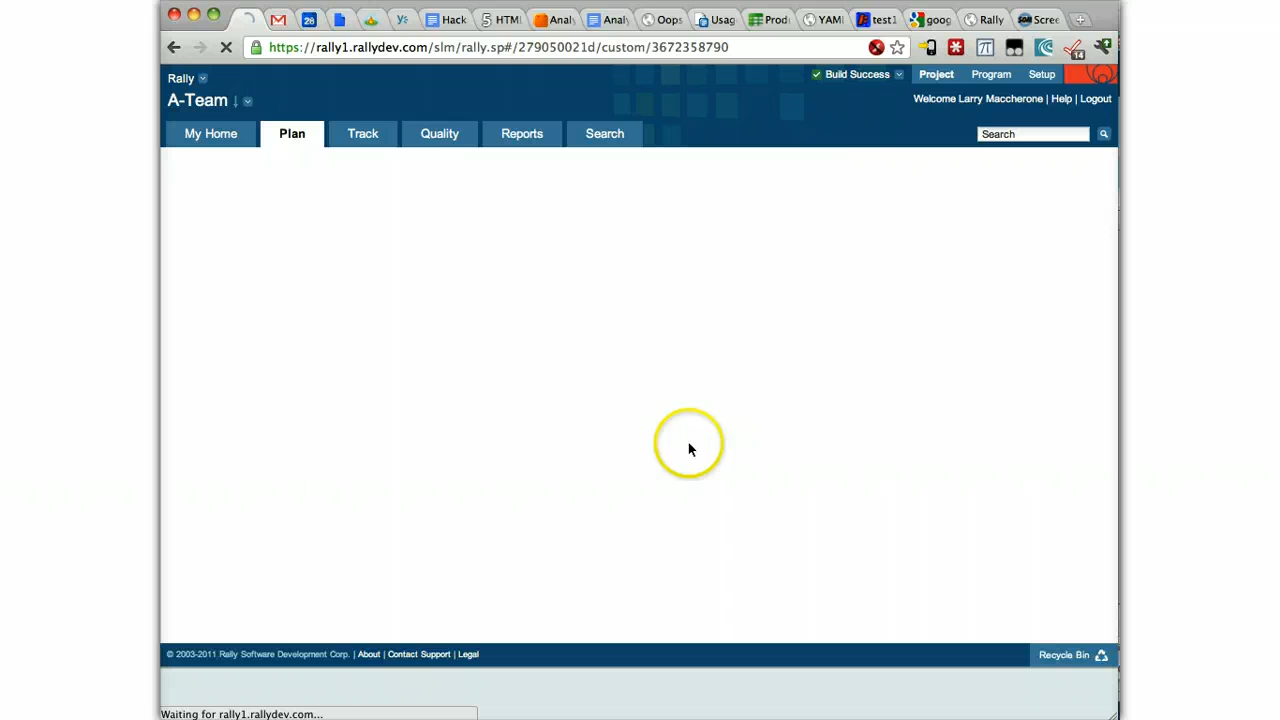 28 Y Hack HTML Analy Analy Oops Usag Prod YAML test1 goog Rally Scree
https://rally1.rallydev.com/slm/rally.sp#/279050021d/custom/3672358790
14
Rally Build Success Project Program Setup
A-Team
Welcome Larry Maccherone | Help | Logout
My Home Plan Track Quality Reports Search Search
© 2003-2011 Rally Software Development Corp. | About | Contact Support | Legal Recycle Bin
Waiting for rally1.rallydev.com...